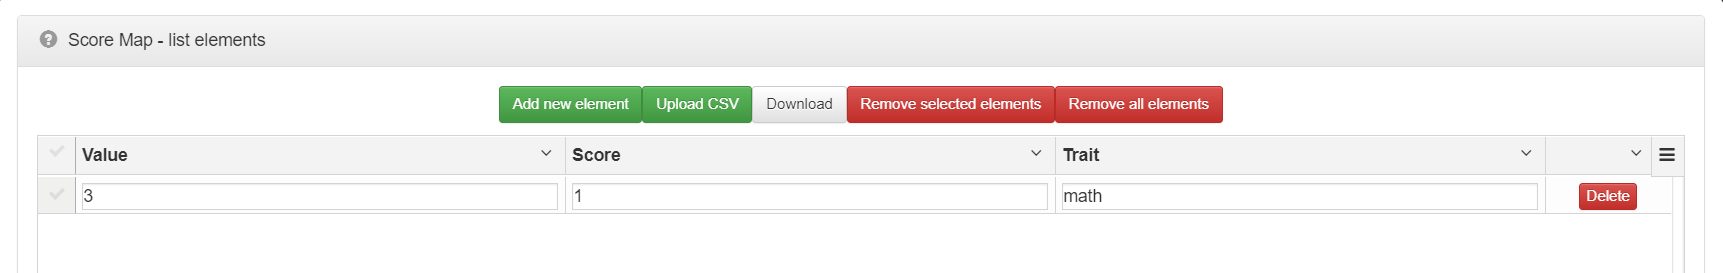 Score Map - list elements
Add new element Upload CSV Download Remove selected elements Remove all elements
Value Score Trait
3 1 math Delete